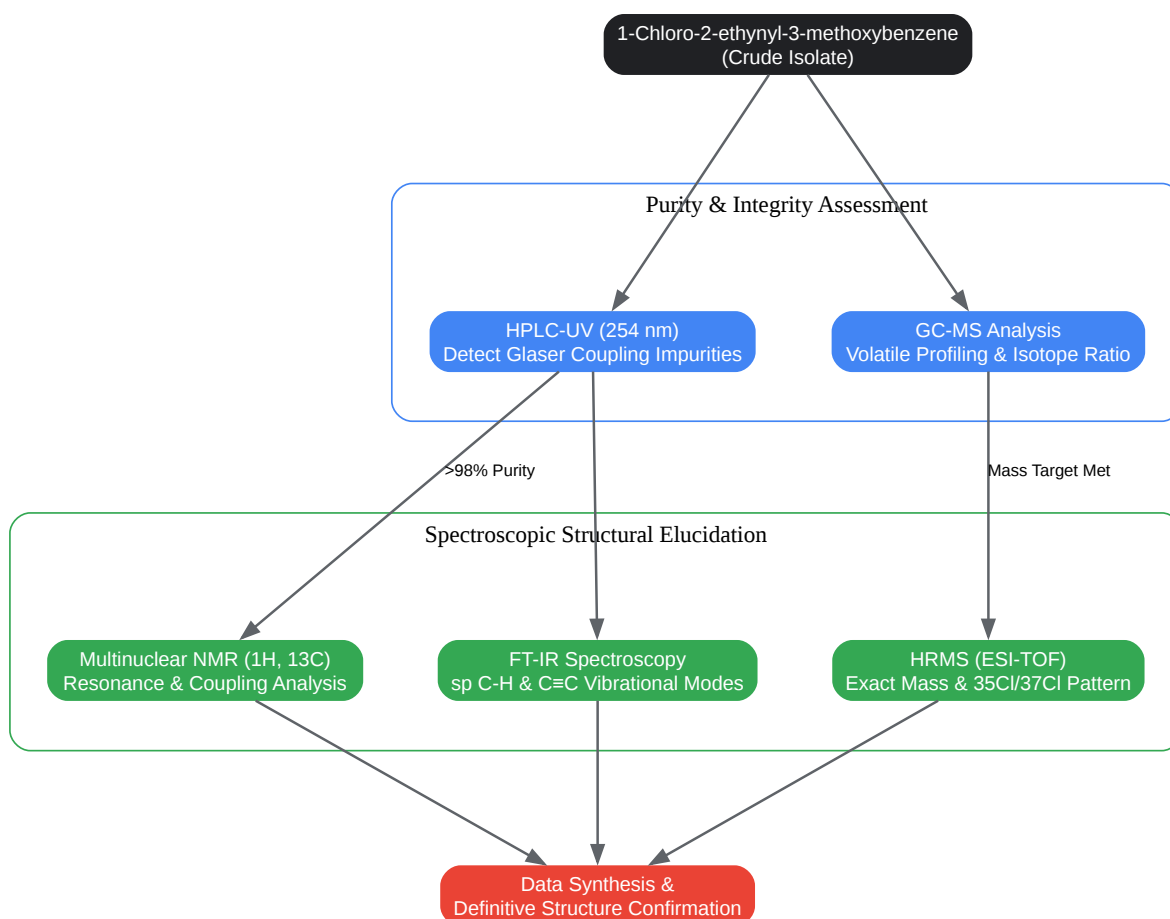 1-Chloro-2-ethynyl-3-methoxybenzene
(Crude Isolate)
Purity & Integrity Assessment
HPLC-UV (254 nm)
Detect Glaser Coupling Impurities
GC-MS Analysis
Volatile Profiling & Isotope Ratio
>98% Purity
Mass Target Met
Spectroscopic Structural Elucidation
Multinuclear NMR (1H, 13C)
Resonance & Coupling Analysis
FT-IR Spectroscopy
sp C-H & C≡C Vibrational Modes
HRMS (ESI-TOF)
Exact Mass & 35Cl/37Cl Pattern
Data Synthesis &
Definitive Structure Confirmation